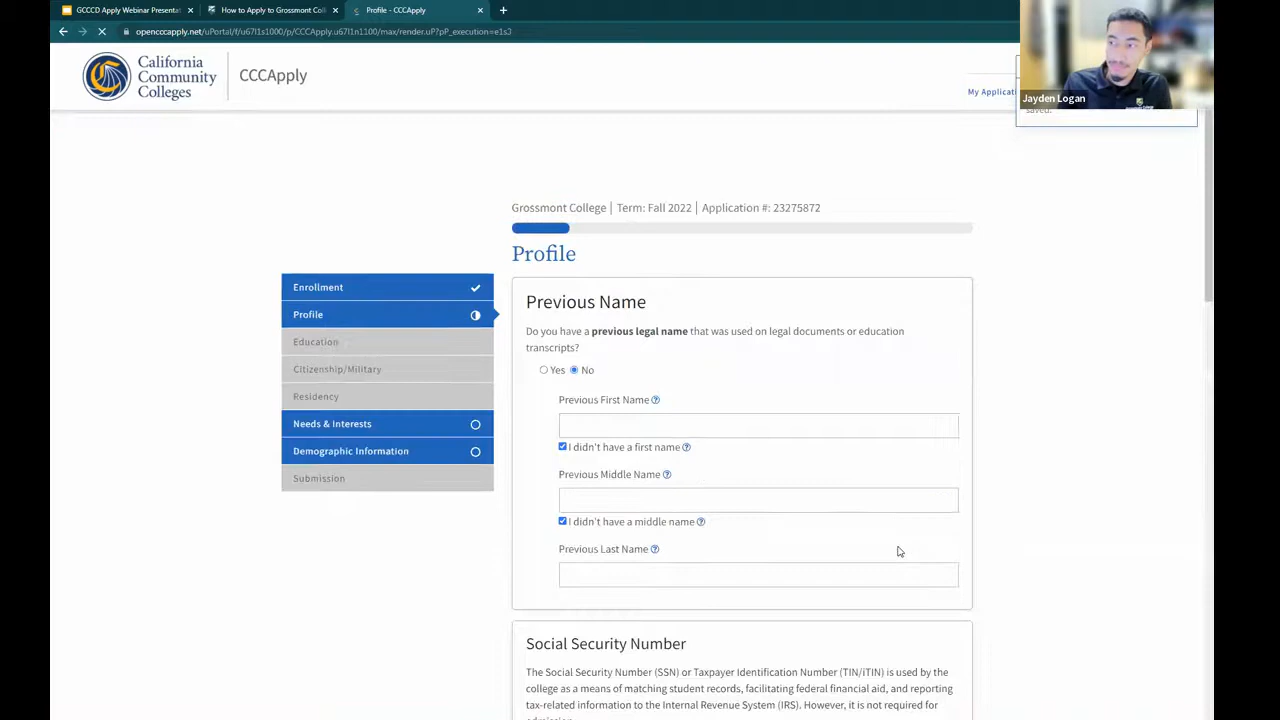 GCCCD Apply Webinar Presentat
How to Apply to Grossmont Coll
Profile - CCCApply
opencccapply.net/uPortal/f/u67l1s1000/p/CCCApply.u67l1n1100/max/render.uP?pP_execution=e1s3
California
Community
Colleges
CCCApply
My Applicati
Jayden Logan
saved.
Grossmont College | Term: Fall 2022 | Application #: 23275872
Profile
Enrollment
Profile
Education
Citizenship/Military
Residency
Needs & Interests
Demographic Information
Submission
Previous Name
Do you have a previous legal name that was used on legal documents or education
transcripts?
Yes No
Previous First Name
I didn't have a first name
Previous Middle Name
I didn't have a middle name
Previous Last Name
Social Security Number
The Social Security Number (SSN) or Taxpayer Identification Number (TIN/iTIN) is used by the
college as a means of matching student records, facilitating federal financial aid, and reporting
tax-related information to the Internal Revenue System (IRS). However, it is not required for